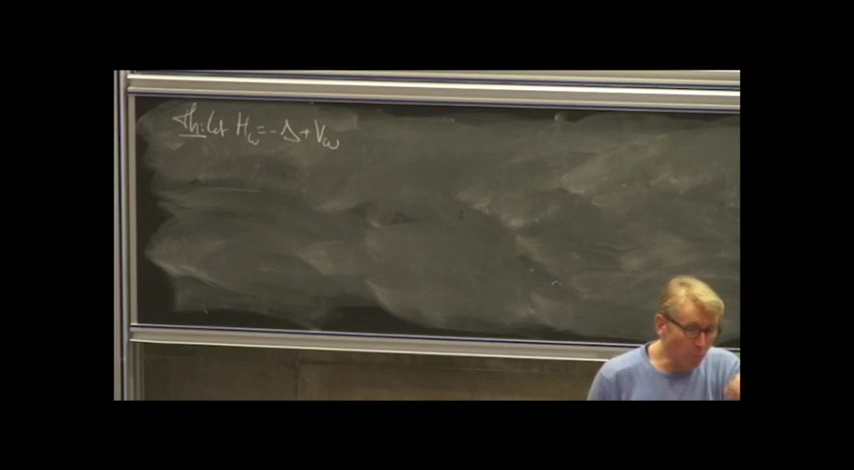 Th: Let H_ω = -Δ + V_ω